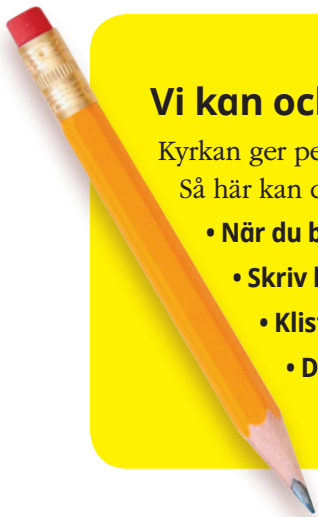 Vi kan och
Kyrkan ger pe
Så här kan d
• När du b
• Skriv
• Klis
• D